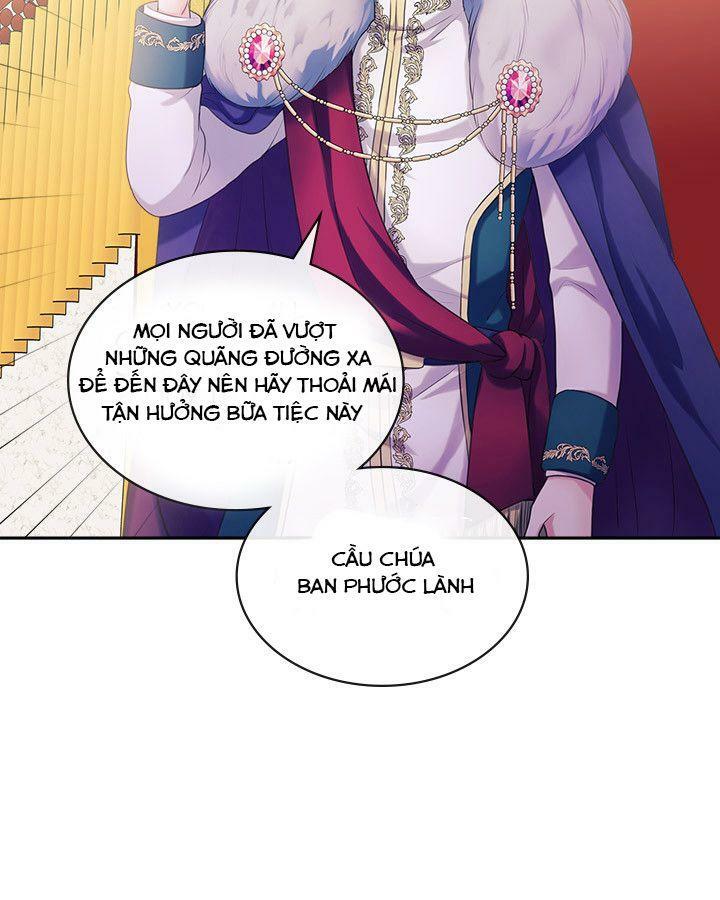 MỌI NGƯỜI ĐÃ VƯỢT
NHỮNG QUÃNG ĐƯỜNG XA
ĐỂ ĐẾN ĐÂY NÊN HÃY THOẢI MÁI
TẬN HƯỞNG BỮA TIỆC NÀY
CẦU CHÚA
BAN PHƯỚC LÀNH